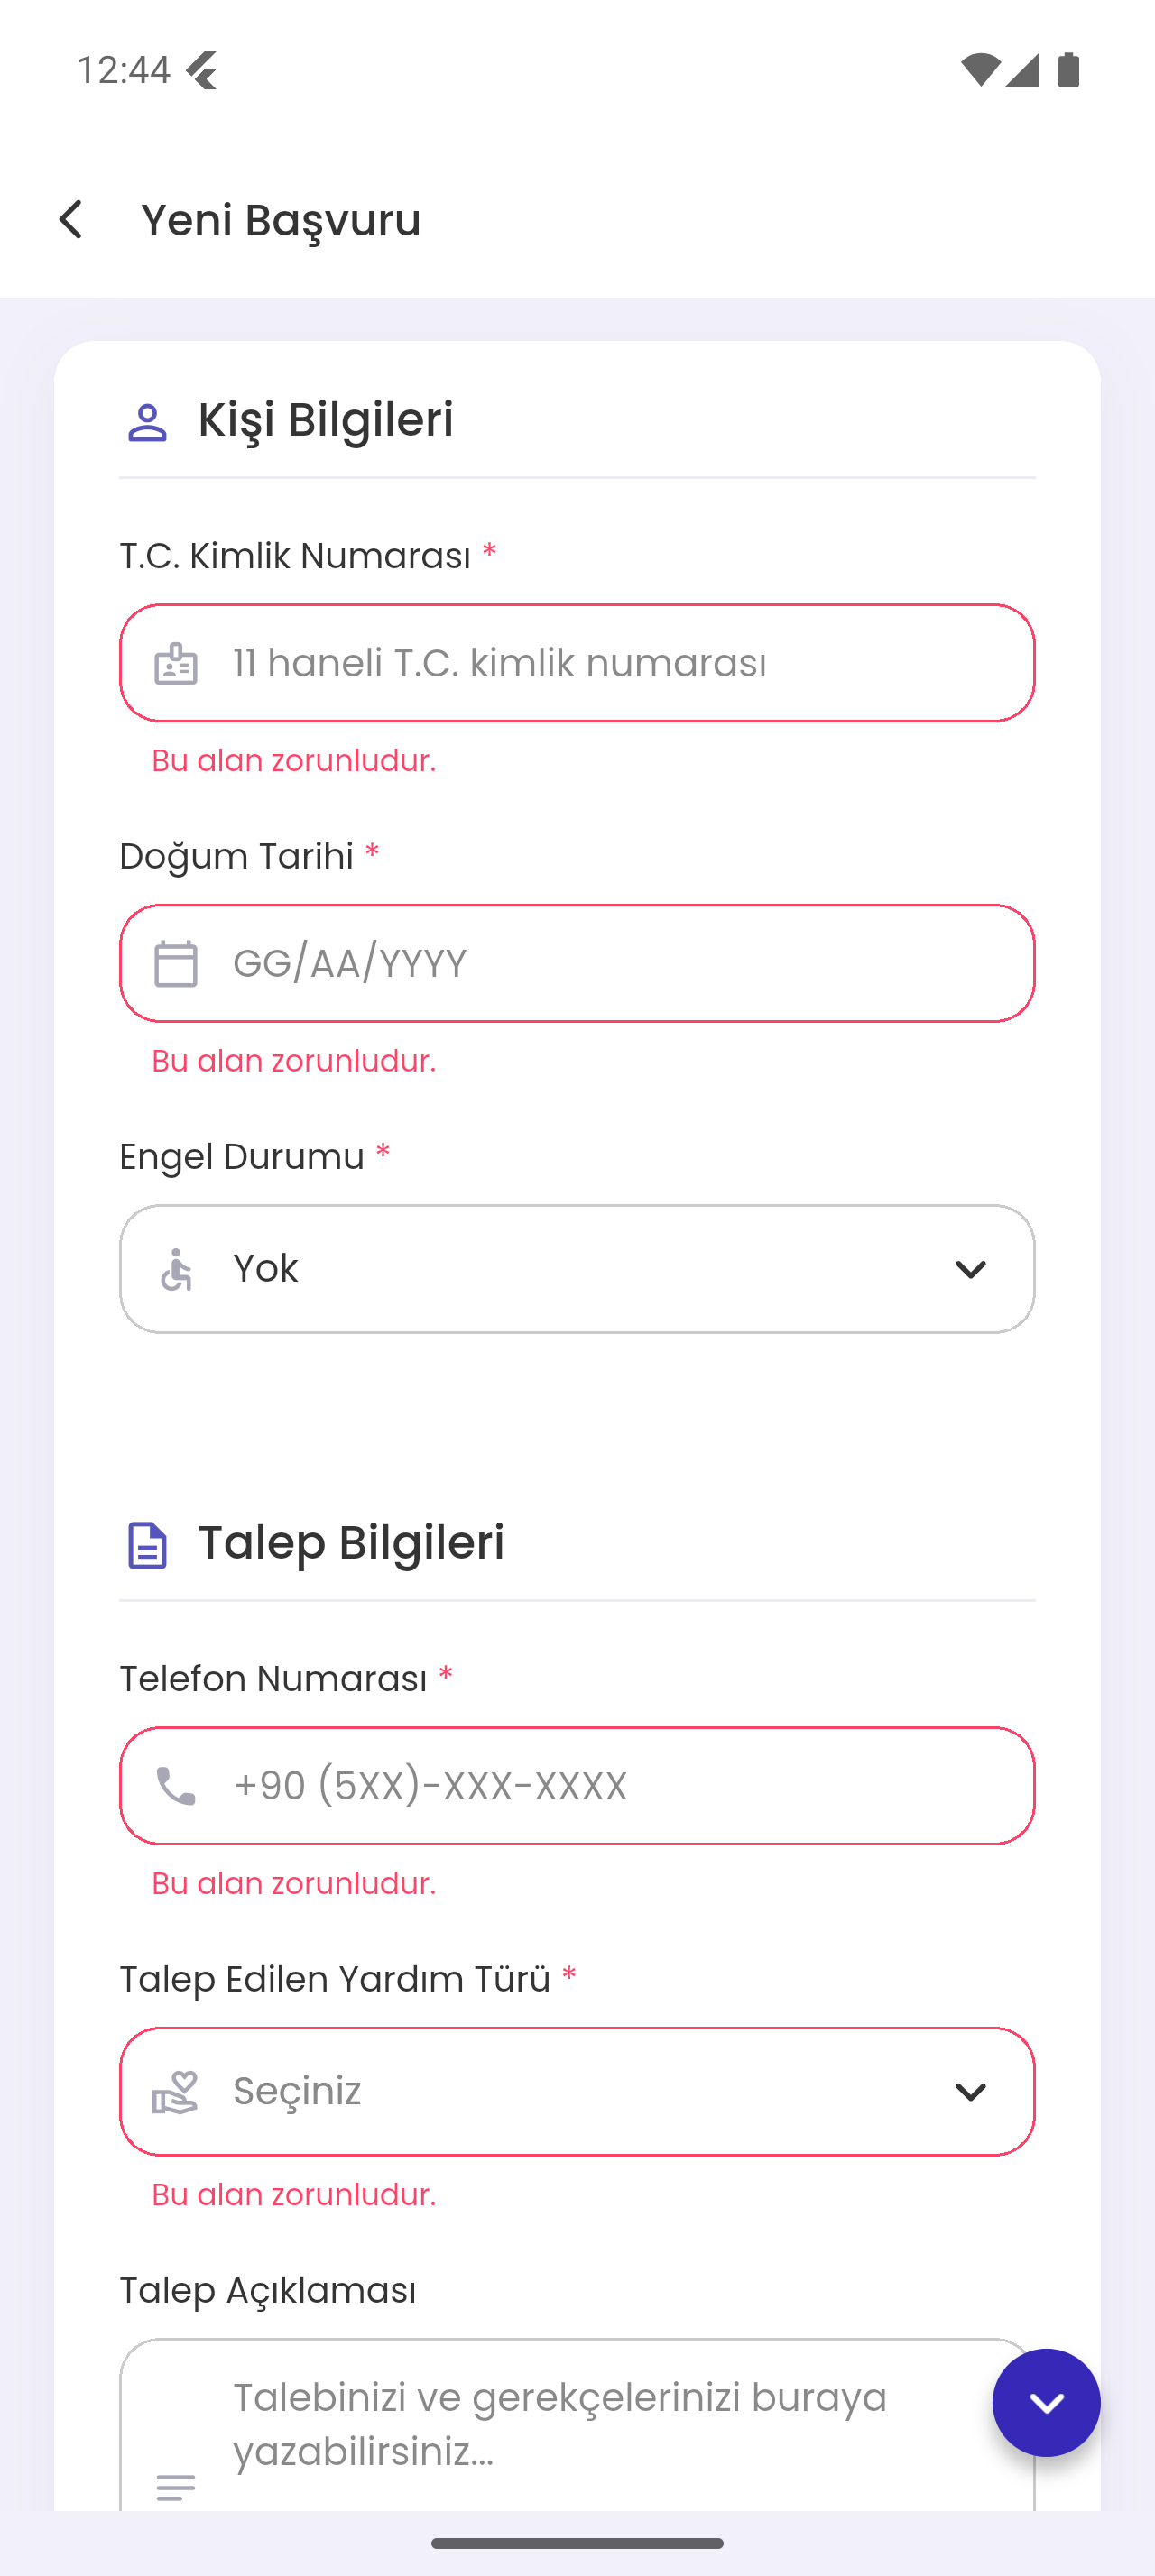 12:44
Yeni Başvuru
Kişi Bilgileri
T.C. Kimlik Numarası *
11 haneli T.C. kimlik numarası
Bu alan zorunludur.
Doğum Tarihi *
GG/AA/YYYY
Bu alan zorunludur.
Engel Durumu *
Yok
Talep Bilgileri
Telefon Numarası *
+90 (5XX)-XXX-XXXX
Bu alan zorunludur.
Talep Edilen Yardım Türü *
Seçiniz
Bu alan zorunludur.
Talep Açıklaması
Talebinizi ve gerekçelerinizi buraya
yazabilirsiniz...